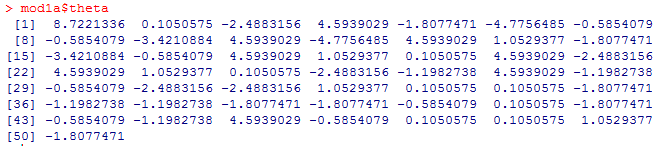 > mod1a$theta
 [1]  8.7221336  0.1050575 -2.4883156  4.5939029 -1.8077471 -4.7756485 -0.5854079
 [8] -0.5854079 -3.4210884  4.5939029 -4.7756485  4.5939029  1.0529377 -1.8077471
[15] -3.4210884 -0.5854079  4.5939029  1.0529377  0.1050575  4.5939029 -2.4883156
[22]  4.5939029  1.0529377  0.1050575 -2.4883156 -1.1982738  4.5939029 -1.1982738
[29] -0.5854079 -2.4883156 -2.4883156  1.0529377  0.1050575  0.1050575 -1.8077471
[36] -1.1982738 -1.1982738 -1.8077471 -1.8077471 -0.5854079  0.1050575 -1.8077471
[43] -0.5854079 -1.1982738  4.5939029 -0.5854079  0.1050575  0.1050575  1.0529377
[50] -1.8077471